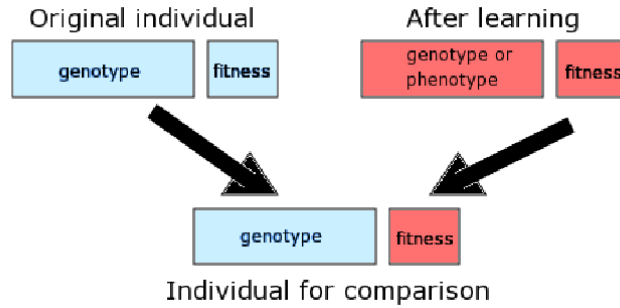 Original individual
After learning
genotype
fitness
genotype or
phenotype
fitness
genotype
fitness
Individual for comparison